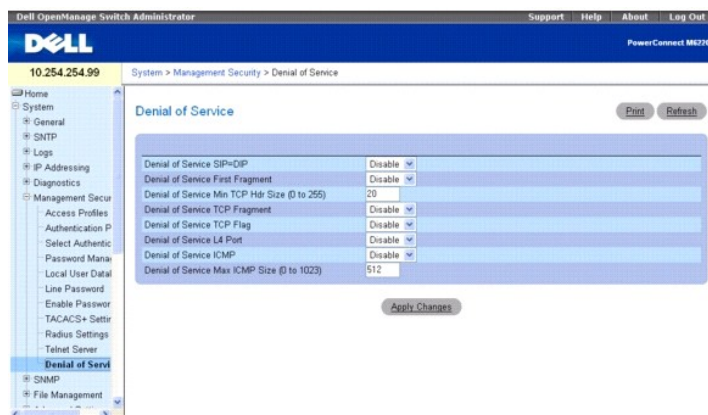 Dell OpenManage Switch Administrator
Support Help About Log Out
DELL
PowerConnect M6220
10.254.254.99
System > Management Security > Denial of Service
Home
System
General
SNTP
Logs
IP Addressing
Diagnostics
Management Secur
Access Profiles
Authentication P
Select Authentic
Password Mana
Local User Datal
Line Password
Enable Passwor
TACACS+ Settin
Radius Settings
Telnet Server
Denial of Servi
SNMP
File Management
Denial of Service
Print Refresh
Denial of Service SIP=DIP Disable
Denial of Service First Fragment Disable
Denial of Service Min TCP Hdr Size (0 to 255) 20
Denial of Service TCP Fragment Disable
Denial of Service TCP Flag Disable
Denial of Service L4 Port Disable
Denial of Service ICMP Disable
Denial of Service Max ICMP Size (0 to 1023) 512
Apply Changes